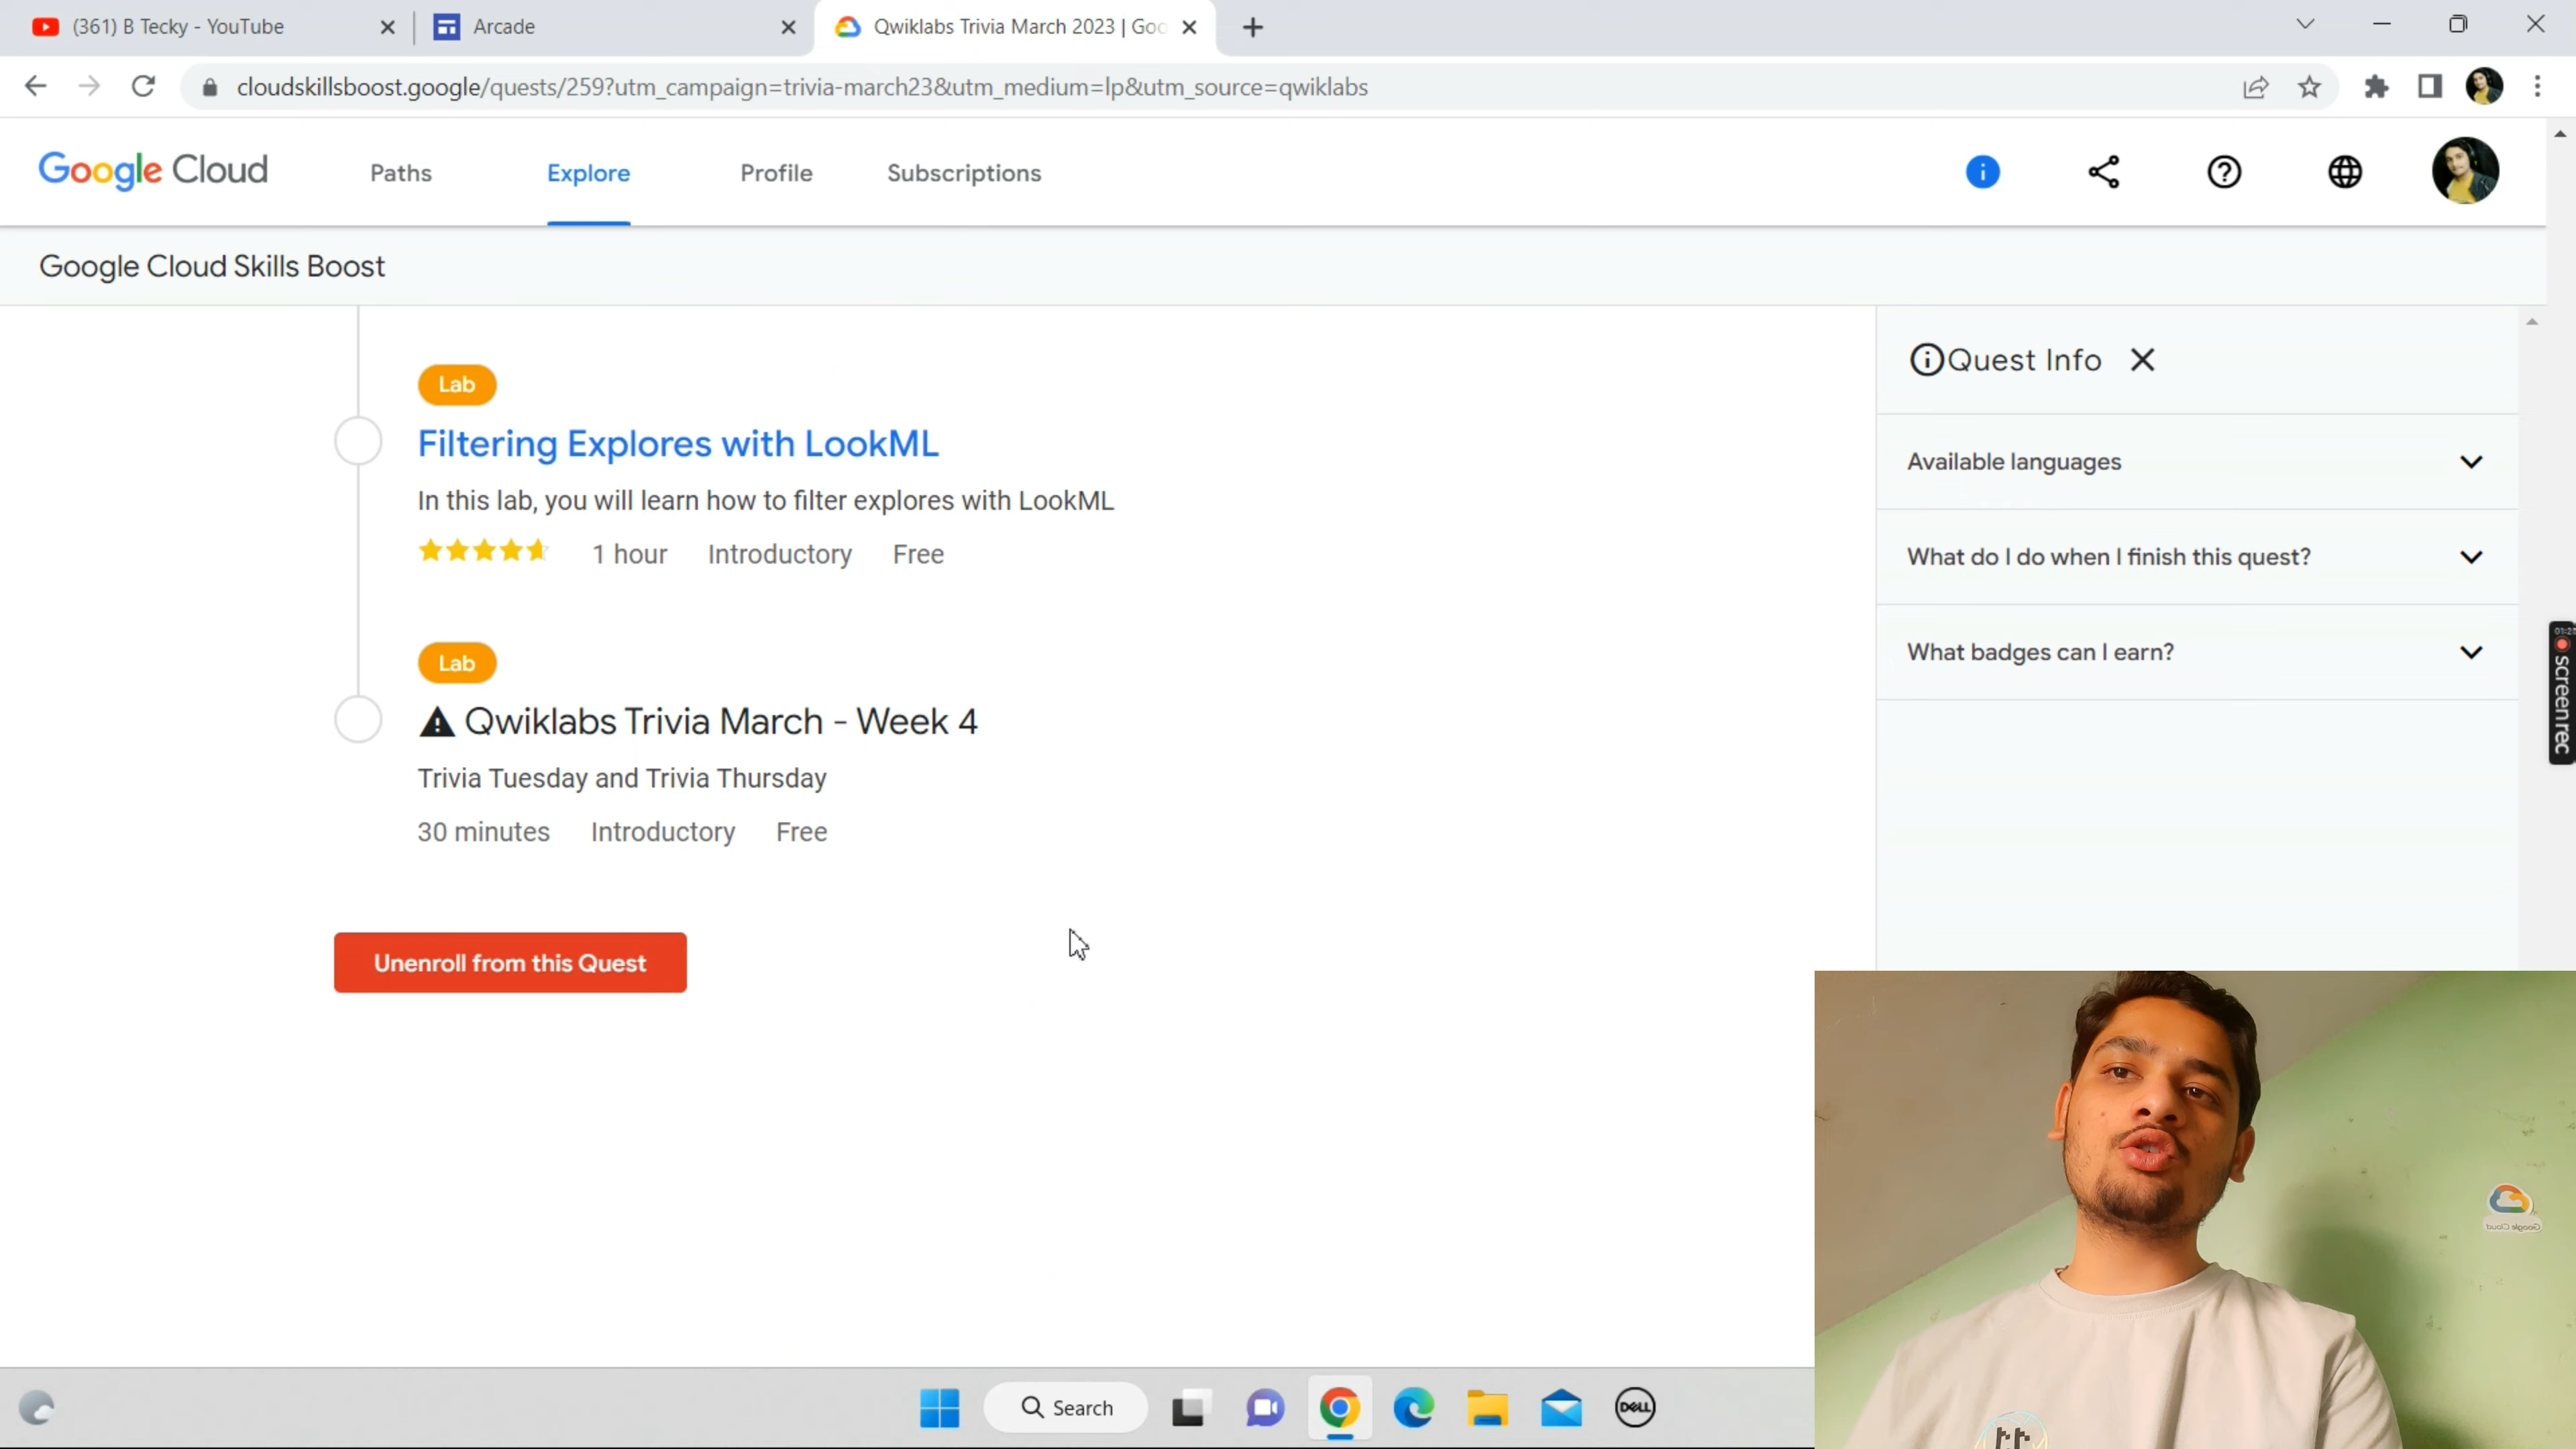 (361) B Tecky - YouTube
Arcade
Qwiklabs Trivia March 2023 | Goo
cloudskillsboost.google/quests/259?utm_campaign=trivia-march23&utm_medium=lp&utm_source=qwiklabs
Google Cloud
Paths
Explore
Profile
Subscriptions
Google Cloud Skills Boost
Lab
Filtering Explores with LookML
In this lab, you will learn how to filter explores with LookML
1 hour
Introductory
Free
Lab
Qwiklabs Trivia March - Week 4
Trivia Tuesday and Trivia Thursday
30 minutes
Introductory
Free
Unenroll from this Quest
Quest Info
Available languages
What do I do when I finish this quest?
What badges can I earn?
screenrec
Google Cloud
Search
DELL